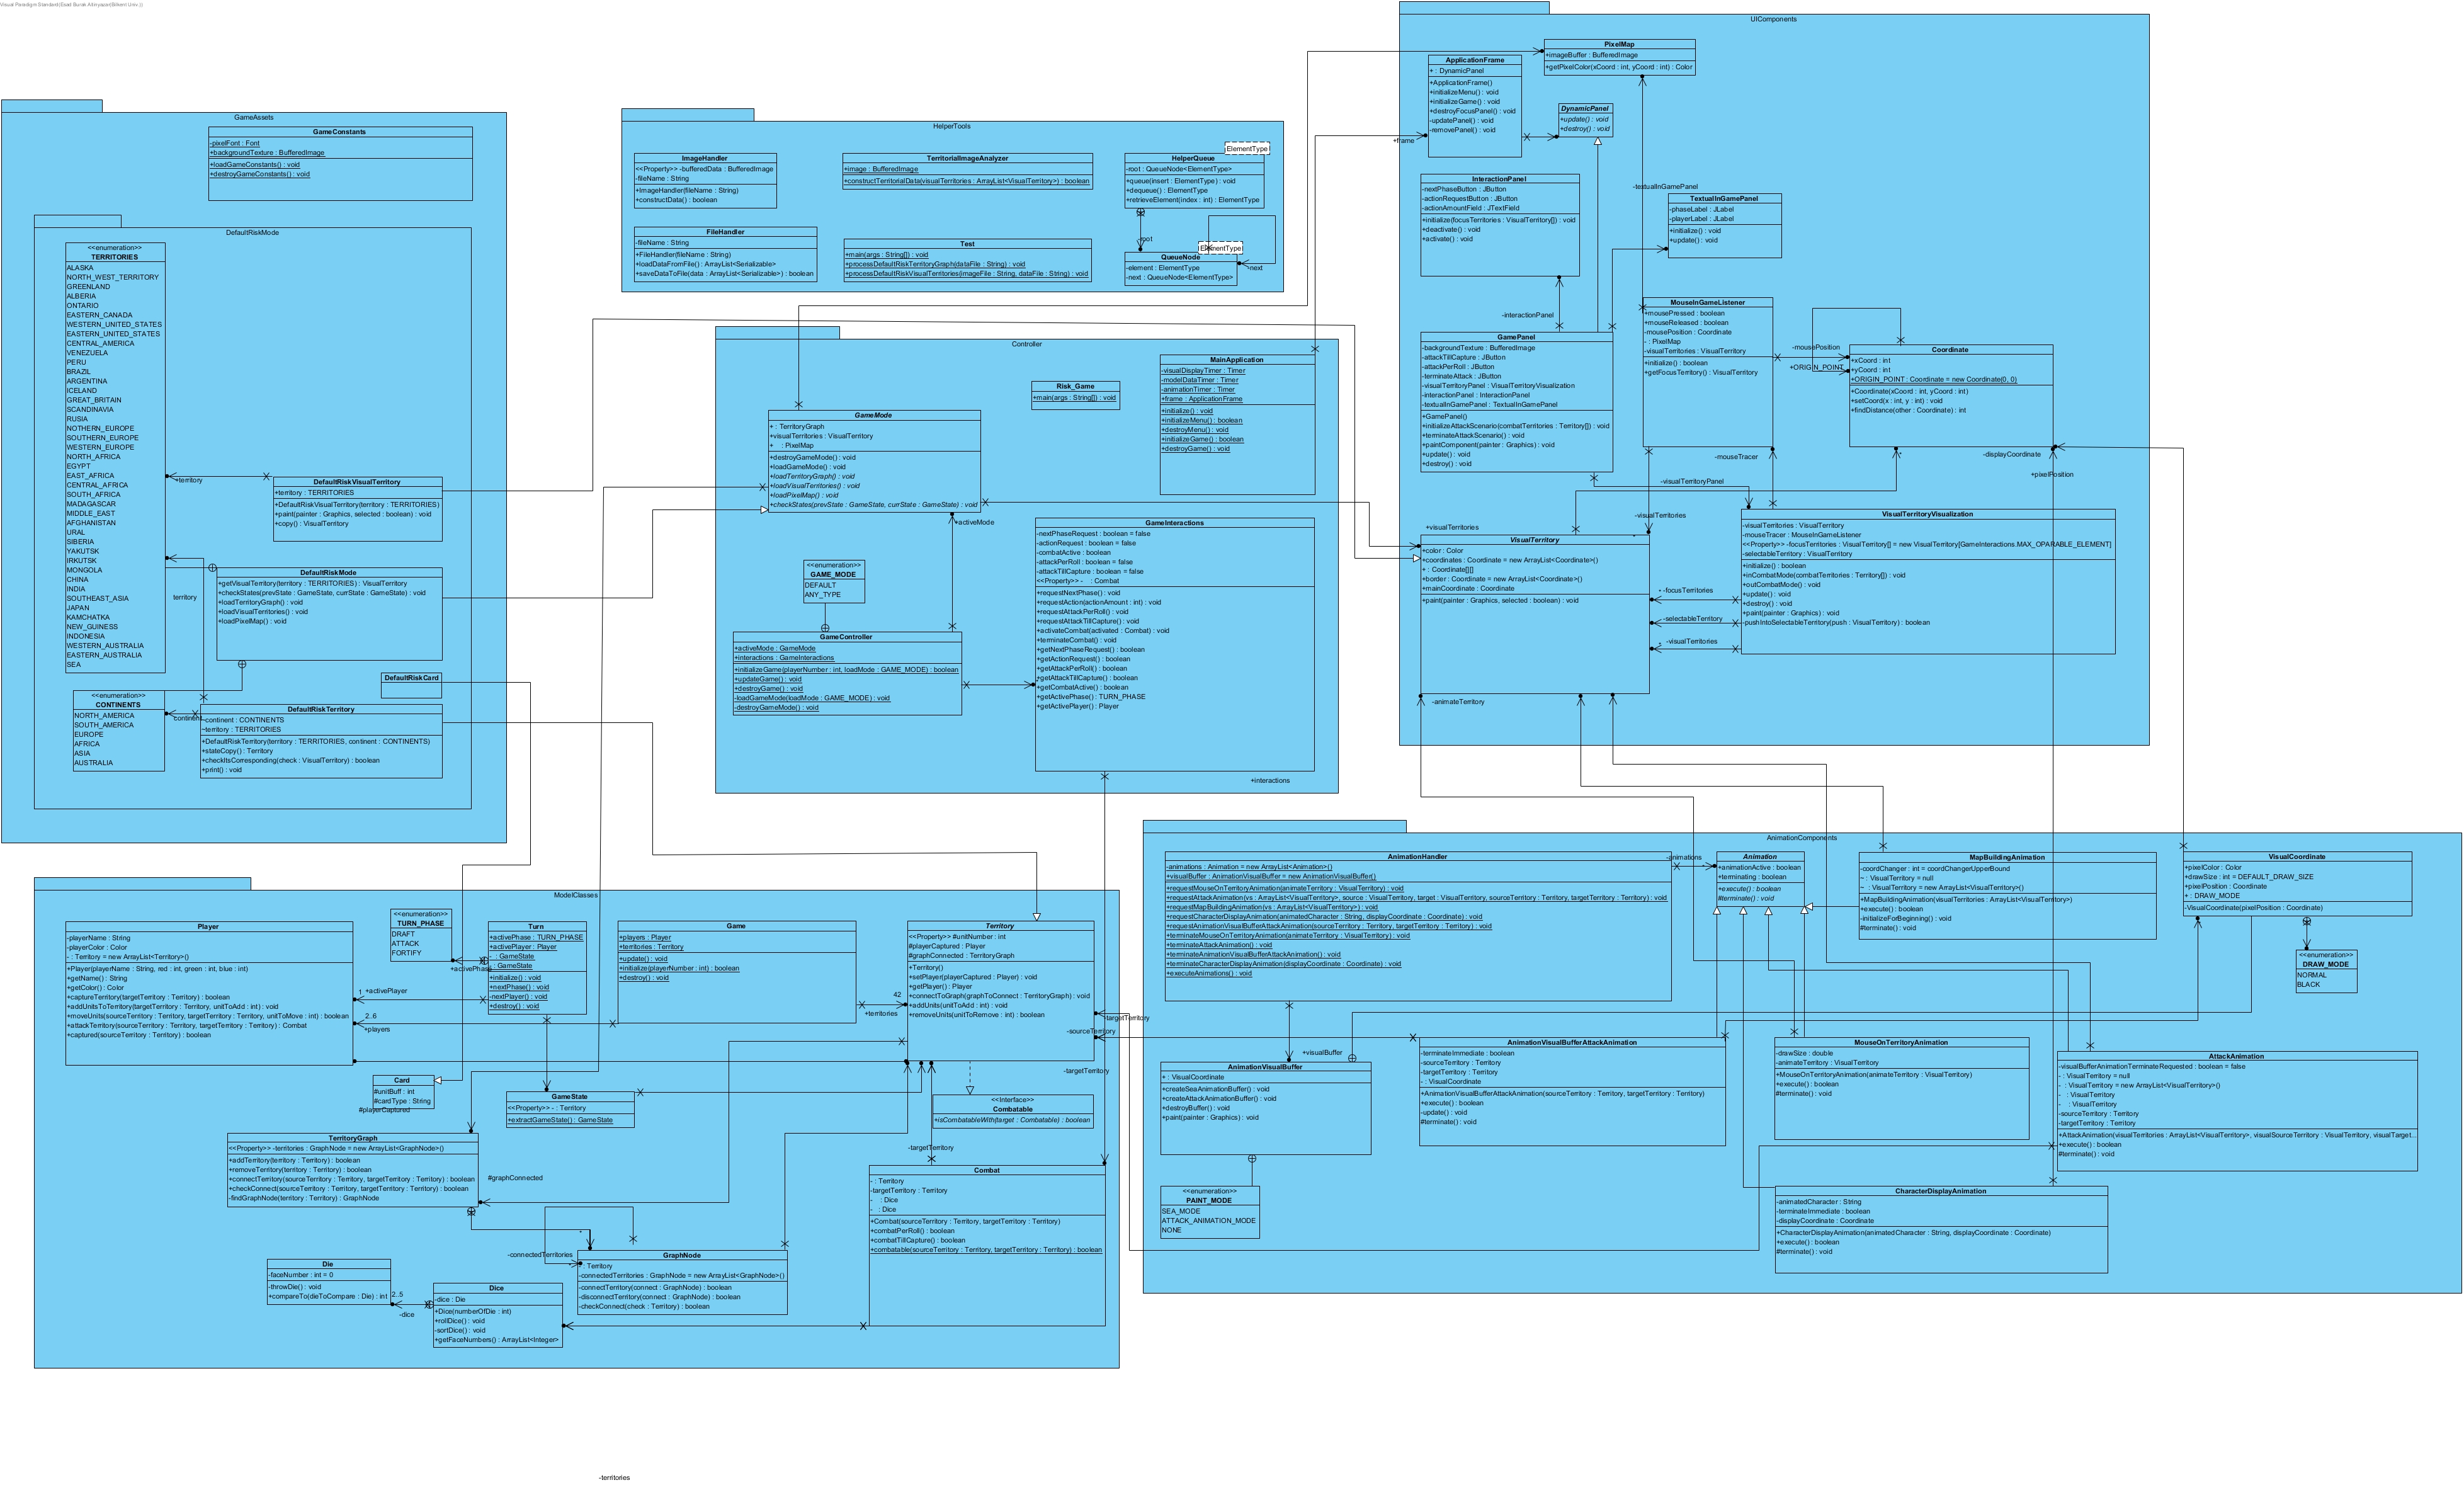 Visual Paradigm Standard(Esad Burak Altınyazar(Bilkent Univ.))
GameAssets
GameConstants
-pixelFont : Font
+backgroundTexture : BufferedImage
+loadGameConstants() : void
+destroyGameConstants() : void
DefaultRiskMode
<<enumeration>>
TERRITORIES
ALASKA
NORTH_WEST_TERRITORY
GREENLAND
ALBERIA
ONTARIO
EASTERN_CANADA
WESTERN_UNITED_STATES
EASTERN_UNITED_STATES
CENTRAL_AMERICA
VENEZUELA
PERU
BRAZIL
ARGENTINA
ICELAND
GREAT_BRITAIN
SCANDINAVIA
RUSIA
NOTHERN_EUROPE
SOUTHERN_EUROPE
WESTERN_EUROPE
NORTH_AFRICA
EGYPT
EAST_AFRICA
CENTRAL_AFRICA
SOUTH_AFRICA
MADAGASCAR
MIDDLE_EAST
AFGHANISTAN
URAL
SIBERIA
YAKUTSK
IRKUTSK
MONGOLA
CHINA
INDIA
SOUTHEAST_ASIA
JAPAN
KAMCHATKA
NEW_GUINESS
INDONESIA
WESTERN_AUSTRALIA
EASTERN_AUSTRALIA
SEA
+territory
DefaultRiskVisualTerritory
+territory : TERRITORIES
+DefaultRiskVisualTerritory(territory : TERRITORIES)
+paint(painter : Graphics, selected : boolean) : void
+copy() : VisualTerritory
territory
DefaultRiskMode
+getVisualTerritory(territory : TERRITORIES) : VisualTerritory
+checkStates(prevState : GameState, currState : GameState) : void
+loadTerritoryGraph() : void
+loadVisualTerritories() : void
+loadPixelMap() : void
DefaultRiskCard
<<enumeration>>
CONTINENTS
NORTH_AMERICA
SOUTH_AMERICA
EUROPE
AFRICA
ASIA
AUSTRALIA
continent
DefaultRiskTerritory
~continent : CONTINENTS
~territory : TERRITORIES
+DefaultRiskTerritory(territory : TERRITORIES, continent : CONTINENTS)
+stateCopy() : Territory
+checkItsCorresponding(check : VisualTerritory) : boolean
+print() : void
HelperTools
ImageHandler
<<Property>> -bufferedData : BufferedImage
-fileName : String
+ImageHandler(fileName : String)
+constructData() : boolean
TerritorialImageAnalyzer
+image : BufferedImage
+constructTerritorialData(visualTerritories : ArrayList<VisualTerritory>) : boolean
ElementType
HelperQueue
-root : QueueNode<ElementType>
+queue(insert : ElementType) : void
+dequeue() : ElementType
+retrieveElement(index : int) : ElementType
FileHandler
-fileName : String
+FileHandler(fileName : String)
+loadDataFromFile() : ArrayList<Serializable>
+saveDataToFile(data : ArrayList<Serializable>) : boolean
Test
+main(args : String[]) : void
+processDefaultRiskTerritoryGraph(dataFile : String) : void
+processDefaultRiskVisualTerritories(imageFile : String, dataFile : String) : void
-root
ElementType
QueueNode
-element : ElementType
-next : QueueNode<ElementType>
-next
Controller
MainApplication
-visualDisplayTimer : Timer
-modelDataTimer : Timer
-animationTimer : Timer
+frame : ApplicationFrame
+initialize() : void
+initializeMenu() : boolean
+destroyMenu() : void
+initializeGame() : boolean
+destroyGame() : void
Risk_Game
+main(args : String[]) : void
GameMode
+ : TerritoryGraph
+visualTerritories : VisualTerritory
+ : PixelMap
+destroyGameMode() : void
+loadGameMode() : void
+loadTerritoryGraph() : void
+loadVisualTerritories() : void
+loadPixelMap() : void
+checkStates(prevState : GameState, currState : GameState) : void
+activeMode
<<enumeration>>
GAME_MODE
DEFAULT
ANY_TYPE
GameController
+activeMode : GameMode
+interactions : GameInteractions
+initializeGame(playerNumber : int, loadMode : GAME_MODE) : boolean
+updateGame() : void
+destroyGame() : void
-loadGameMode(loadMode : GAME_MODE) : void
-destroyGameMode() : void
GameInteractions
-nextPhaseRequest : boolean = false
-actionRequest : boolean = false
-combatActive : boolean
-attackPerRoll : boolean = false
-attackTillCapture : boolean = false
<<Property>> - : Combat
+requestNextPhase() : void
+requestAction(actionAmount : int) : void
+requestAttackPerRoll() : void
+requestAttackTillCapture() : void
+activateCombat(activated : Combat) : void
+terminateCombat() : void
+getNextPhaseRequest() : boolean
+getActionRequest() : boolean
+getAttackPerRoll() : boolean
+getAttackTillCapture() : boolean
+getCombatActive() : boolean
+getActivePhase() : TURN_PHASE
+getActivePlayer() : Player
+interactions
UIComponents
PixelMap
+imageBuffer : BufferedImage
+getPixelColor(xCoord : int, yCoord : int) : Color
ApplicationFrame
+ : DynamicPanel
+ApplicationFrame()
+initializeMenu() : void
+initializeGame() : void
+destroyFocusPanel() : void
-updatePanel() : void
-removePanel() : void
+frame
DynamicPanel
+update() : void
+destroy() : void
InteractionPanel
-nextPhaseButton : JButton
-actionRequestButton : JButton
-actionAmountField : JTextField
+initialize(focusTerritories : VisualTerritory[]) : void
+deactivate() : void
+activate() : void
-textualInGamePanel
TextualInGamePanel
-phaseLabel : JLabel
-playerLabel : JLabel
+initialize() : void
+update() : void
-interactionPanel
MouseInGameListener
+mousePressed : boolean
+mouseReleased : boolean
-mousePosition : Coordinate
- : PixelMap
-visualTerritories : VisualTerritory
+initialize() : boolean
+getFocusTerritory() : VisualTerritory
-mousePosition
+ORIGIN_POINT
Coordinate
+xCoord : int
+yCoord : int
+ORIGIN_POINT : Coordinate = new Coordinate(0, 0)
+Coordinate(xCoord : int, yCoord : int)
+setCoord(x : int, y : int) : void
+findDistance(other : Coordinate) : int
GamePanel
-backgroundTexture : BufferedImage
-attackTillCapture : JButton
-attackPerRoll : JButton
-terminateAttack : JButton
-visualTerritoryPanel : VisualTerritoryVisualization
-interactionPanel : InteractionPanel
-textualInGamePanel : TextualInGamePanel
+GamePanel()
+initializeAttackScenario(combatTerritories : Territory[]) : void
+terminateAttackScenario() : void
+paintComponent(painter : Graphics) : void
+update() : void
+destroy() : void
-mouseTracer
*
-displayCoordinate
+pixelPosition
-visualTerritoryPanel
-visualTerritories
+visualTerritories
VisualTerritory
+color : Color
+coordinates : Coordinate = new ArrayList<Coordinate>()
+ : Coordinate[][]
+border : Coordinate = new ArrayList<Coordinate>()
+mainCoordinate : Coordinate
+paint(painter : Graphics, selected : boolean) : void
VisualTerritoryVisualization
-visualTerritories : VisualTerritory
-mouseTracer : MouseInGameListener
<<Property>> -focusTerritories : VisualTerritory[] = new VisualTerritory[GameInteractions.MAX_OPARABLE_ELEMENT]
-selectableTerritory : VisualTerritory
+initialize() : boolean
+inCombatMode(combatTerritories : Territory[]) : void
+outCombatMode() : void
+update() : void
+destroy() : void
+paint(painter : Graphics) : void
-pushIntoSelectableTerritory(push : VisualTerritory) : boolean
* -focusTerritories
-selectableTerritory
* -visualTerritories
-animateTerritory
AnimationComponents
AnimationHandler
-animations : Animation = new ArrayList<Animation>()
+visualBuffer : AnimationVisualBuffer = new AnimationVisualBuffer()
+requestMouseOnTerritoryAnimation(animateTerritory : VisualTerritory) : void
+requestAttackAnimation(vs : ArrayList<VisualTerritory>, source : VisualTerritory, target : VisualTerritory, sourceTerritory : Territory, targetTerritory : Territory) : void
+requestMapBuildingAnimation(vs : ArrayList<VisualTerritory>) : void
+requestCharacterDisplayAnimation(animatedCharacter : String, displayCoordinate : Coordinate) : void
+requestAnimationVisualBufferAttackAnimation(sourceTerritory : Territory, targetTerritory : Territory) : void
+terminateMouseOnTerritoryAnimation(animateTerritory : VisualTerritory) : void
+terminateAttackAnimation() : void
+terminateAnimationVisualBufferAttackAnimation() : void
+terminateCharacterDisplayAnimation(displayCoordinate : Coordinate) : void
+executeAnimations() : void
-animations
Animation
+animationActive : boolean
+terminating : boolean
+execute() : boolean
#terminate() : void
MapBuildingAnimation
-coordChanger : int = coordChangerUpperBound
~ : VisualTerritory = null
~ : VisualTerritory = new ArrayList<VisualTerritory>()
+MapBuildingAnimation(visualTerritories : ArrayList<VisualTerritory>)
+execute() : boolean
-initializeForBeginning() : void
#terminate() : void
VisualCoordinate
+pixelColor : Color
+drawSize : int = DEFAULT_DRAW_SIZE
+pixelPosition : Coordinate
+ : DRAW_MODE
-VisualCoordinate(pixelPosition : Coordinate)
<<enumeration>>
DRAW_MODE
NORMAL
BLACK
+visualBuffer
AnimationVisualBuffer
+ : VisualCoordinate
+createSeaAnimationBuffer() : void
+createAttackAnimationBuffer() : void
+destroyBuffer() : void
+paint(painter : Graphics) : void
<<enumeration>>
PAINT_MODE
SEA_MODE
ATTACK_ANIMATION_MODE
NONE
AnimationVisualBufferAttackAnimation
-terminateImmediate : boolean
-sourceTerritory : Territory
-targetTerritory : Territory
- : VisualCoordinate
+AnimationVisualBufferAttackAnimation(sourceTerritory : Territory, targetTerritory : Territory)
+execute() : boolean
-update() : void
#terminate() : void
MouseOnTerritoryAnimation
-drawSize : double
-animateTerritory : VisualTerritory
+MouseOnTerritoryAnimation(animateTerritory : VisualTerritory)
+execute() : boolean
#terminate() : void
AttackAnimation
-visualBufferAnimationTerminateRequested : boolean = false
- : VisualTerritory = null
- : VisualTerritory = new ArrayList<VisualTerritory>()
- : VisualTerritory
- : VisualTerritory
-sourceTerritory : Territory
-targetTerritory : Territory
+AttackAnimation(visualTerritories : ArrayList<VisualTerritory>, visualSourceTerritory : VisualTerritory, visualTarget...
+execute() : boolean
#terminate() : void
CharacterDisplayAnimation
-animatedCharacter : String
-terminateImmediate : boolean
-displayCoordinate : Coordinate
+CharacterDisplayAnimation(animatedCharacter : String, displayCoordinate : Coordinate)
+execute() : boolean
#terminate() : void
ModelClasses
Player
-playerName : String
-playerColor : Color
- : Territory = new ArrayList<Territory>()
+Player(playerName : String, red : int, green : int, blue : int)
+getName() : String
+getColor() : Color
+captureTerritory(targetTerritory : Territory) : boolean
+addUnitsToTerritory(targetTerritory : Territory, unitToAdd : int) : void
+moveUnits(sourceTerritory : Territory, targetTerritory : Territory, unitToMove : int) : boolean
+attackTerritory(sourceTerritory : Territory, targetTerritory : Territory) : Combat
+captured(sourceTerritory : Territory) : boolean
<<enumeration>>
TURN_PHASE
DRAFT
ATTACK
FORTIFY
+activePhase
Turn
+activePhase : TURN_PHASE
+activePlayer : Player
- : GameState
- : GameState
+initialize() : void
+nextPhase() : void
-nextPlayer() : void
+destroy() : void
1 +activePlayer
2..6
+players
Game
+players : Player
+territories : Territory
+update() : void
+initialize(playerNumber : int) : boolean
+destroy() : void
42
+territories
Territory
<<Property>> #unitNumber : int
#playerCaptured : Player
#graphConnected : TerritoryGraph
+Territory()
+setPlayer(playerCaptured : Player) : void
+getPlayer() : Player
+connectToGraph(graphToConnect : TerritoryGraph) : void
+addUnits(unitToAdd : int) : void
+removeUnits(unitToRemove : int) : boolean
-targetTerritory
-sourceTerritory
-targetTerritory
Card
#unitBuff : int
#cardType : String
#playerCaptured
GameState
<<Property>> - : Territory
+extractGameState() : GameState
<<Interface>>
Combatable
+isCombatableWith(target : Combatable) : boolean
TerritoryGraph
<<Property>> -territories : GraphNode = new ArrayList<GraphNode>()
+addTerritory(territory : Territory) : boolean
+removeTerritory(territory : Territory) : boolean
+connectTerritory(sourceTerritory : Territory, targetTerritory : Territory) : boolean
+checkConnect(sourceTerritory : Territory, targetTerritory : Territory) : boolean
-findGraphNode(territory : Territory) : GraphNode
#graphConnected
-targetTerritory
Combat
- : Territory
-targetTerritory : Territory
- : Dice
- : Dice
+Combat(sourceTerritory : Territory, targetTerritory : Territory)
+combatPerRoll() : boolean
+combatTillCapture() : boolean
+combatable(sourceTerritory : Territory, targetTerritory : Territory) : boolean
*
-connectedTerritories
*
GraphNode
- : Territory
-connectedTerritories : GraphNode = new ArrayList<GraphNode>()
-connectTerritory(connect : GraphNode) : boolean
-disconnectTerritory(connect : GraphNode) : boolean
-checkConnect(check : Territory) : boolean
Die
-faceNumber : int = 0
-throwDie() : void
+compareTo(dieToCompare : Die) : int
2..5
-dice
Dice
-dice : Die
+Dice(numberOfDie : int)
+rollDice() : void
-sortDice() : void
+getFaceNumbers() : ArrayList<Integer>
-territories